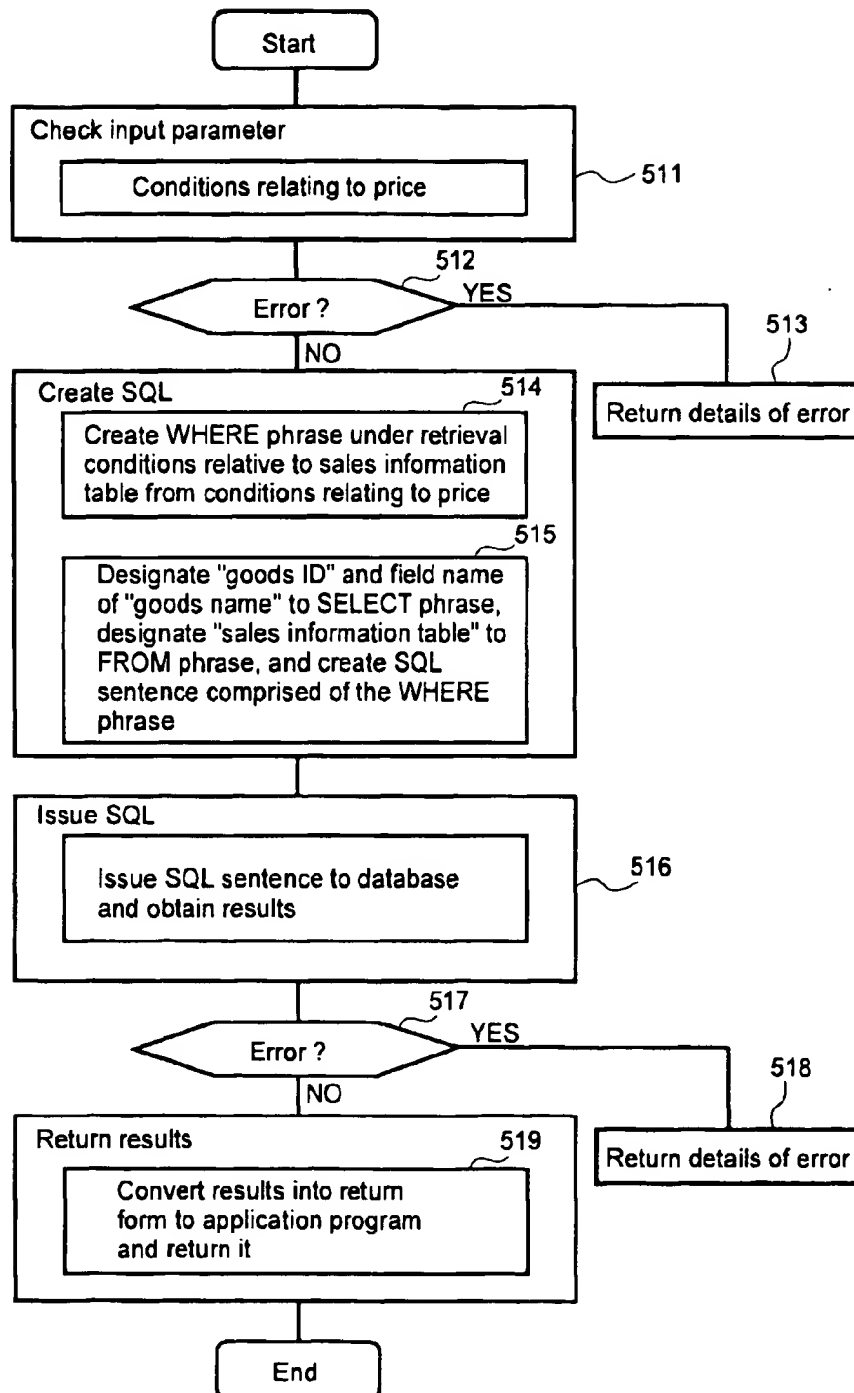 Start
Check input parameter
Conditions relating to price
511
512
Error ?
YES
NO
513
Return details of error
Create SQL
514
Create WHERE phrase under retrieval
conditions relative to sales information
table from conditions relating to price
515
Designate "goods ID" and field name
of "goods name" to SELECT phrase,
designate "sales information table" to
FROM phrase, and create SQL
sentence comprised of the WHERE
phrase
Issue SQL
Issue SQL sentence to database
and obtain results
516
517
Error ?
YES
NO
518
Return details of error
Return results
519
Convert results into return
form to application program
and return it
End